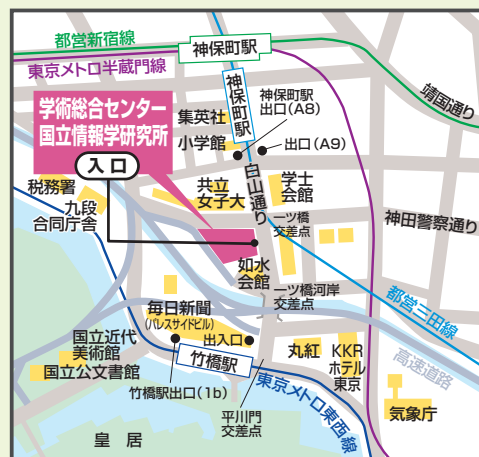 都営新宿線
神保町駅
東京メトロ半蔵門線
学術総合センター
国立情報学研究所
入口
神保町駅
神保町駅
出口(A8)
靖国通り
集英社
小学館
出口(A9)
白山通り
税務署
九段
合同庁舎
共立
女子大
学士
会館
一ツ橋
交差点
神田警察通り
如水
会館
一ツ橋河岸
交差点
都営三田線
毎日新聞
(パレスサイドビル)
出入口
高速道路
国立近代
美術館
国立公文書館
竹橋駅
丸紅
KKR
ホテル
東京
竹橋駅出口(1b)
東京メトロ東西線
平川門
交差点
気象庁
皇居